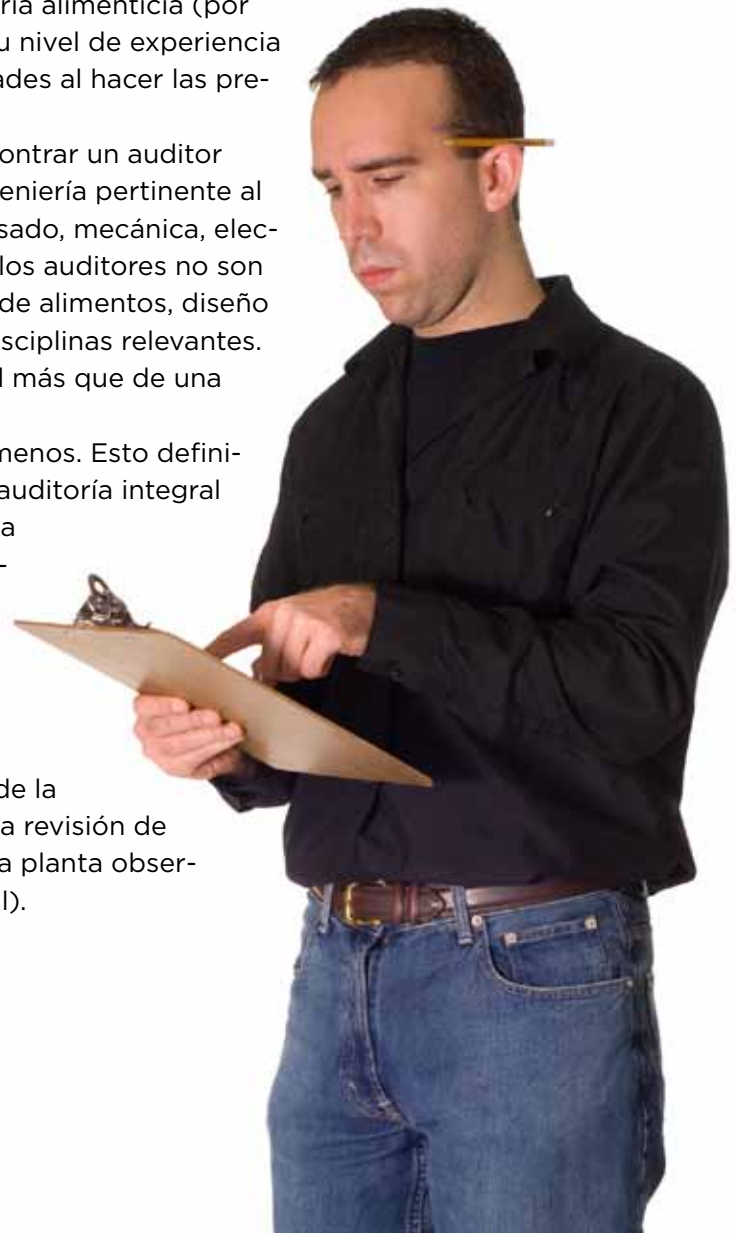 ría alimenticia (por
u nivel de experiencia
ades al hacer las pre-
ontrar un auditor
eniería pertinente al
sado, mecánica, elec-
los auditores no son
de alimentos, diseño
sciplinas relevantes.
l más que de una
menos. Esto defini-
auditoría integral
a
-
de la
a revisión de
a planta obser-
l).